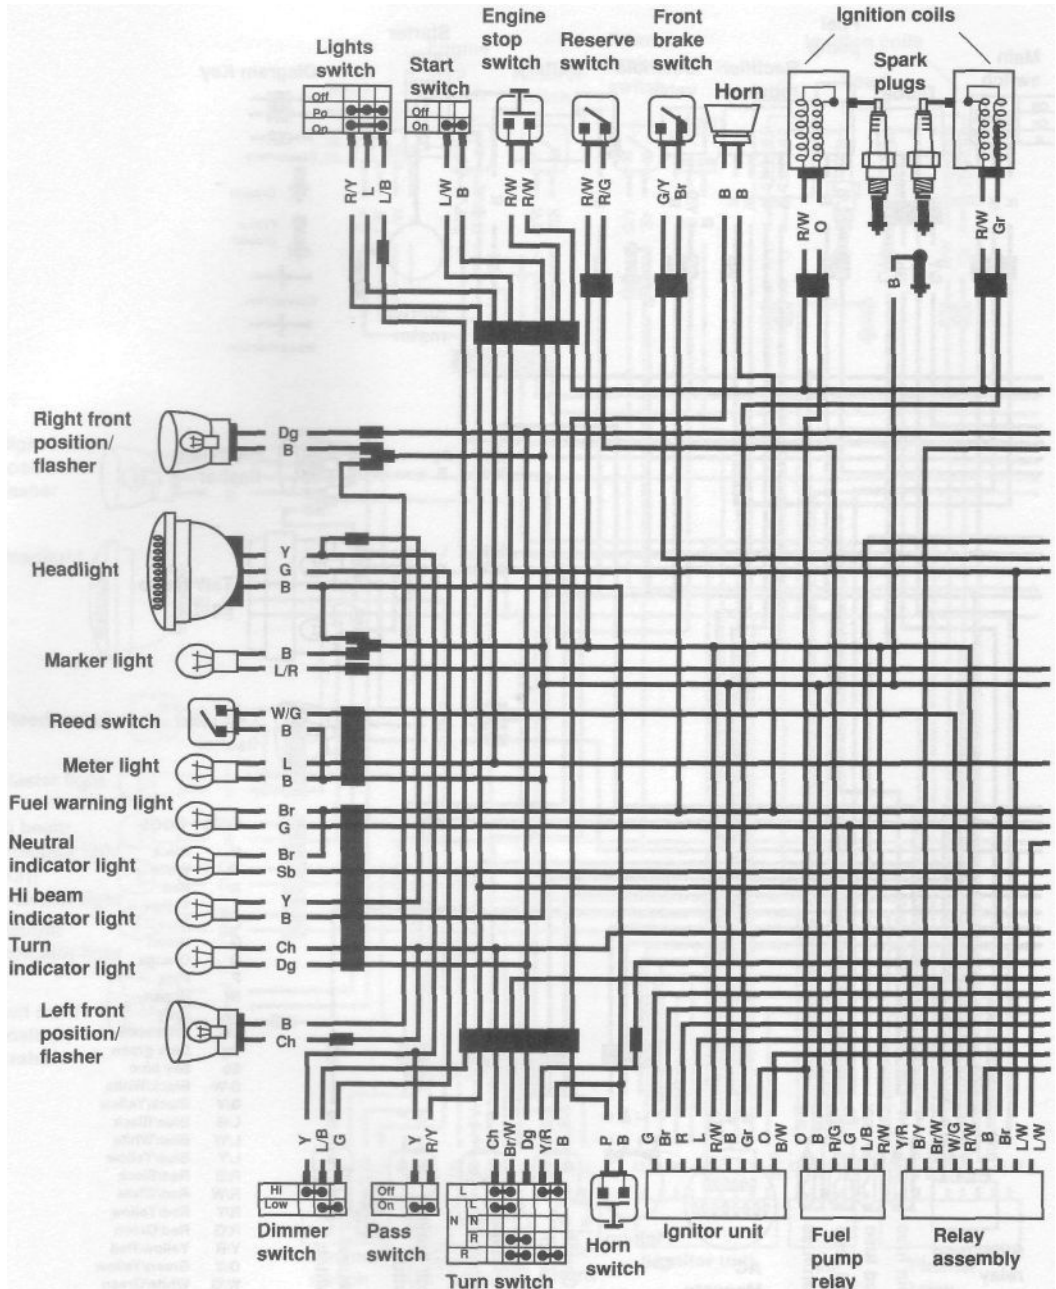 Lights
switch
Start
switch
Engine
stop
switch
Reserve
switch
Front
brake
switch
Horn
Ignition coils
Spark
plugs
Off
Po
On
Off
On
R/Y
L
L/B
L/W
B
R/W
R/W
R/W
R/G
G/Y
Br
B
B
R/W
O
B
R/W
Gr
Right front
position/
flasher
Dg
B
Headlight
Y
G
B
Marker light
B
L/R
Reed switch
W/G
B
Meter light
L
B
Fuel warning light
Br
G
Neutral
indicator light
Br
Sb
Hi beam
indicator light
Y
B
Turn
indicator light
Ch
Dg
Left front
position/
flasher
B
Ch
Y
L/B
G
Y
R/Y
Ch
Br/W
Dg
Y/R
B
P
B
G
Br
R
L
R/W
B
Gr
O
B/W
O
B
R/G
G
L/B
R/W
Y/R
B/Y
Br/W
W/G
R/W
B
Br
L/W
L/W
Hi
Low
Dimmer
switch
Off
On
Pass
switch
L
L
N
N
R
R
Turn switch
Horn
switch
Ignitor unit
Fuel
pump
relay
Relay
assembly